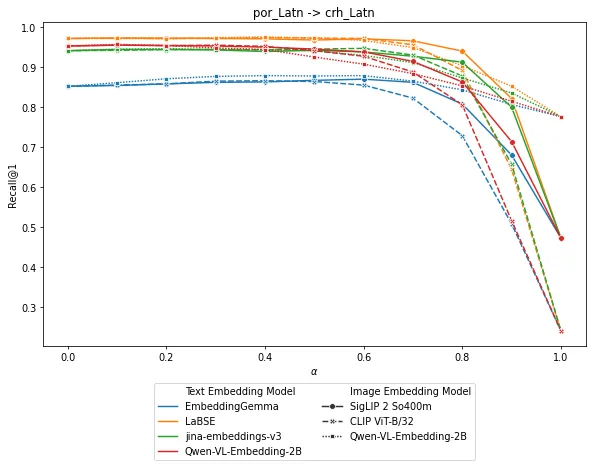 por_Latn -> crh_Latn
Recall@1
1.0
0.9
0.8
0.7
0.6
0.5
0.4
0.3
0.0 0.2 0.4 0.6 0.8 1.0
α
Text Embedding Model Image Embedding Model
EmbeddingGemma SigLIP 2 So400m
LaBSE CLIP ViT-B/32
jina-embeddings-v3 Qwen-VL-Embedding-2B
Qwen-VL-Embedding-2B